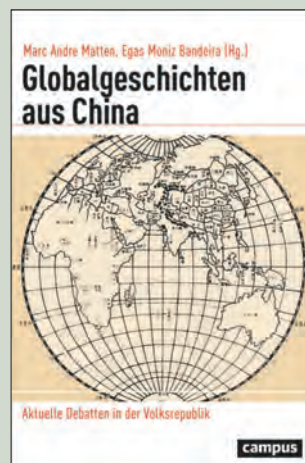 Marc Andre Matten, Egas Moniz Bandeira (Hg.)
Globalgeschichten
aus China
Aktuelle Debatten in der Volksrepublik
campus